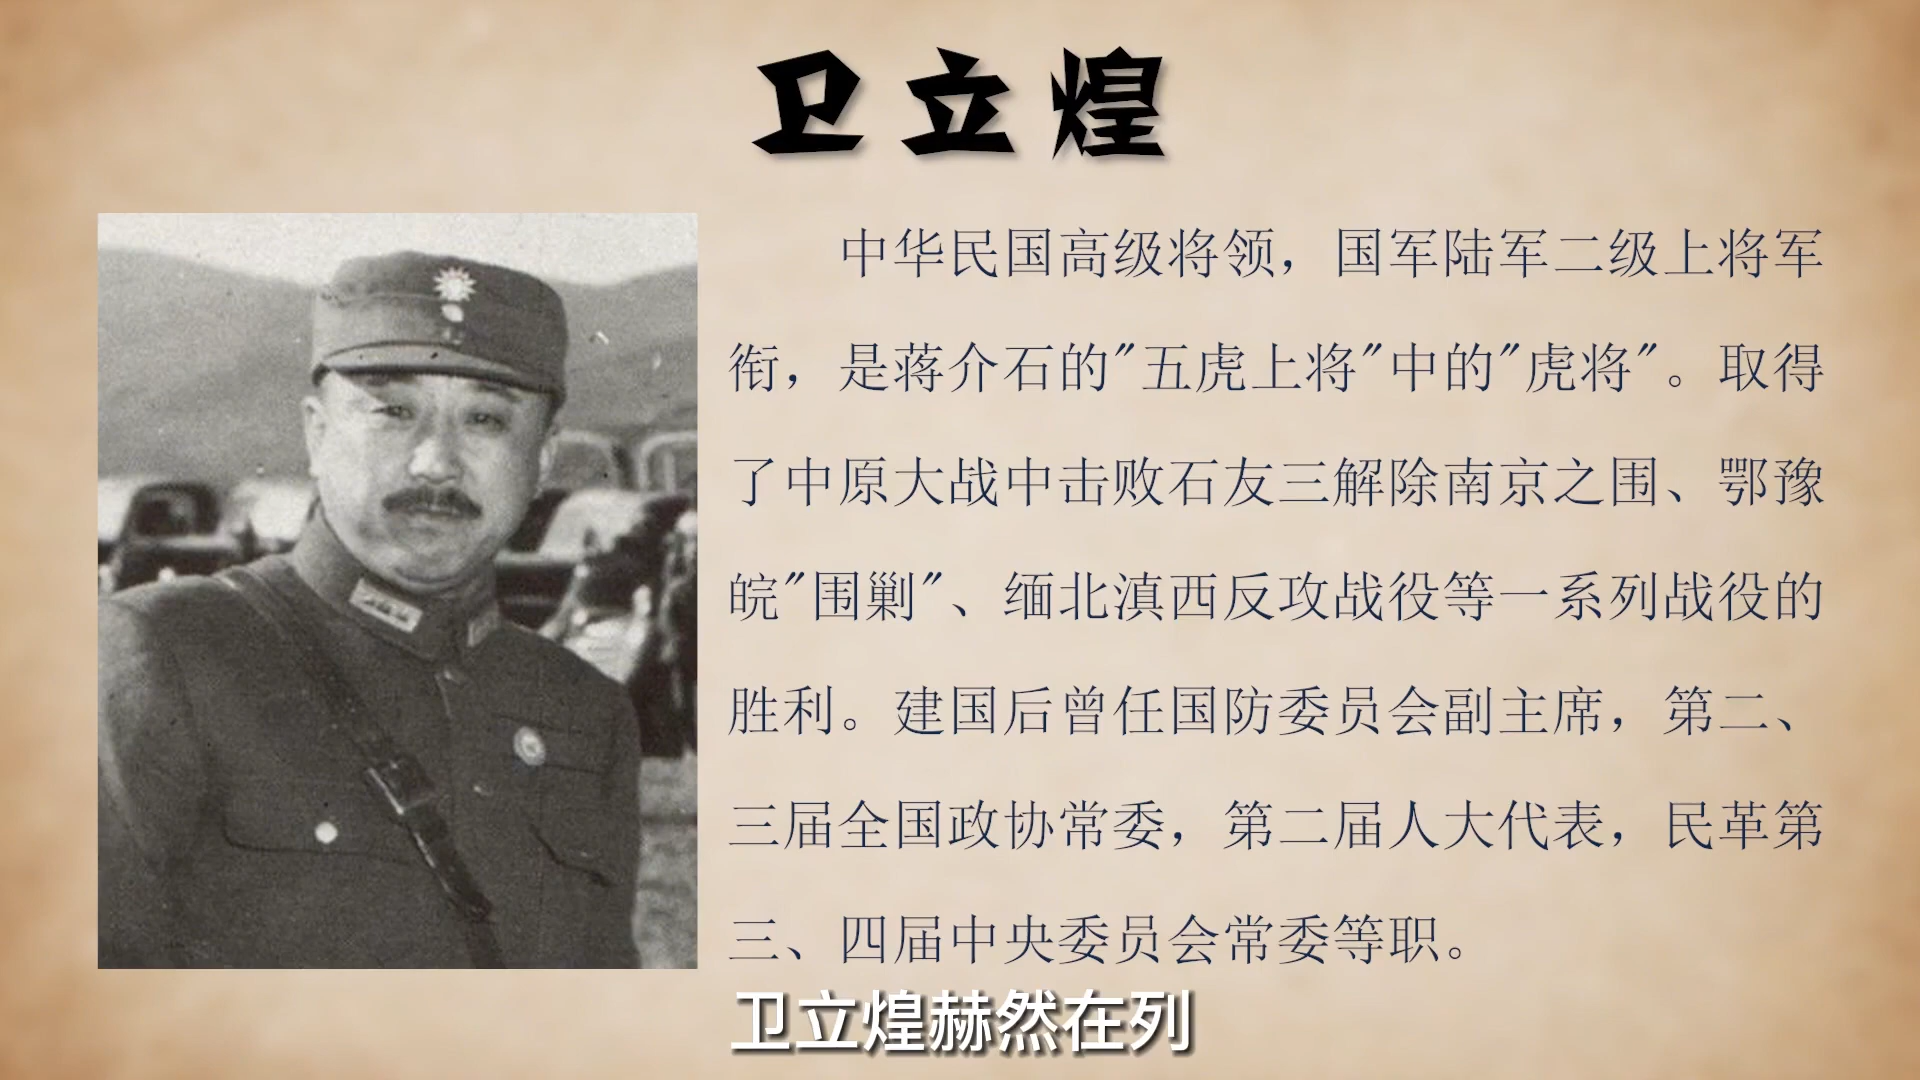 卫立煌
中华民国高级将领，国军陆军二级上将军
衔，是蒋介石的"五虎上将"中的"虎将"。取得
了中原大战中击败石友三解除南京之围、鄂豫
皖"围剿"、缅北滇西反攻战役等一系列战役的
胜利。建国后曾任国防委员会副主席，第二、
三届全国政协常委，第二届人大代表，民革第
三、四届中央委员会常委等职。
卫立煌赫然在列